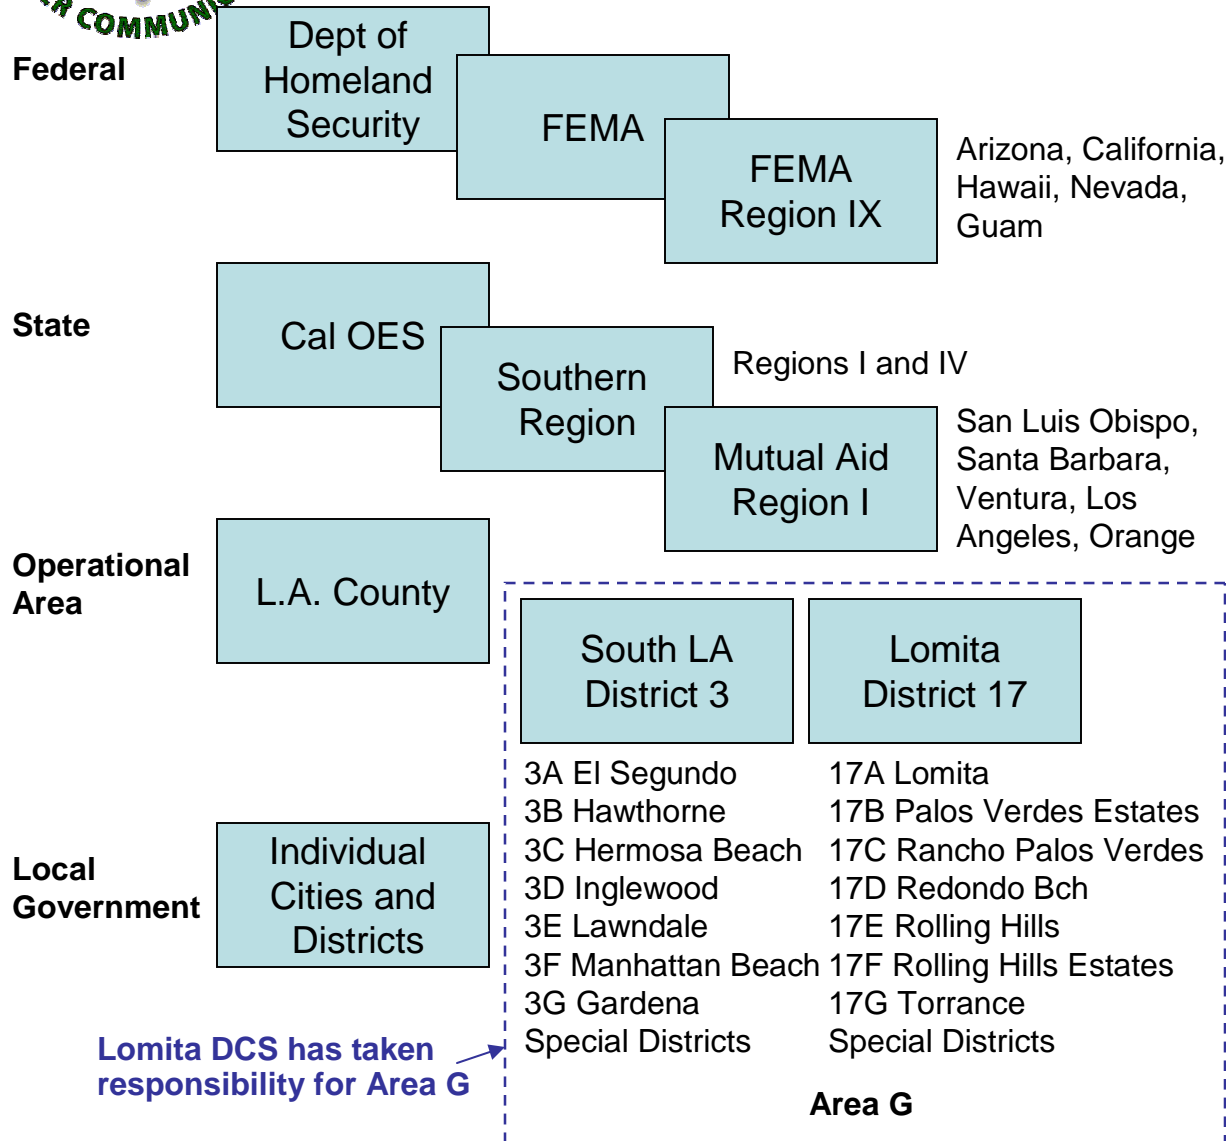 COMMUNI
Federal
Dept of
Homeland
Security
FEMA
FEMA
Region IX
Arizona, California,
Hawaii, Nevada,
Guam
State
Cal OES
Southern
Region
Regions I and IV
Mutual Aid
Region I
San Luis Obispo,
Santa Barbara,
Ventura, Los
Angeles, Orange
Operational
Area
L.A. County
South LA
District 3
Lomita
District 17
3A El Segundo
3B Hawthorne
3C Hermosa Beach
3D Inglewood
3E Lawndale
3F Manhattan Beach
3G Gardena
Special Districts
17A Lomita
17B Palos Verdes Estates
17C Rancho Palos Verdes
17D Redondo Bch
17E Rolling Hills
17F Rolling Hills Estates
17G Torrance
Special Districts
Local
Government
Individual
Cities and
Districts
Lomita DCS has taken
responsibility for Area G
Area G